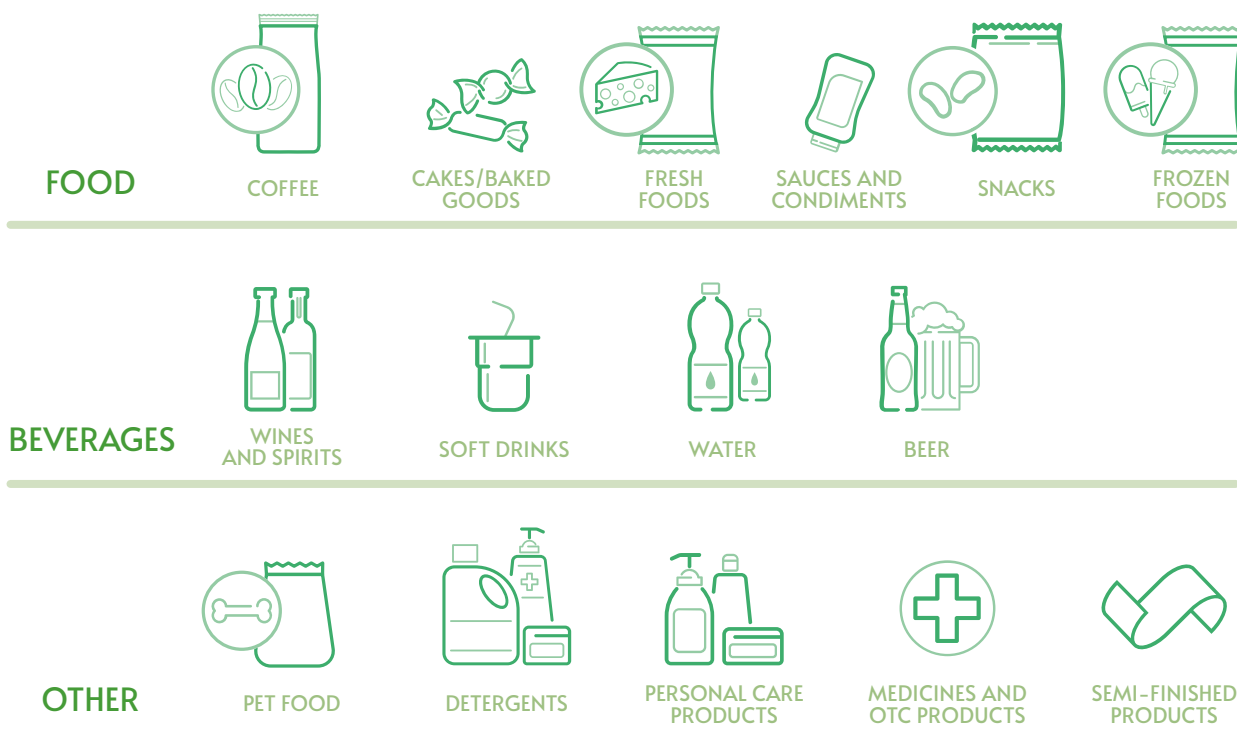 FOOD
COFFEE
CAKES/BAKED
GOODS
FRESH
FOODS
SAUCES AND
CONDIMENTS
SNACKS
FROZEN
FOODS
BEVERAGES
WINES
AND SPIRITS
SOFT DRINKS
WATER
BEER
OTHER
PET FOOD
DETERGENTS
PERSONAL CARE
PRODUCTS
MEDICINES AND
OTC PRODUCTS
SEMI-FINISHED
PRODUCTS